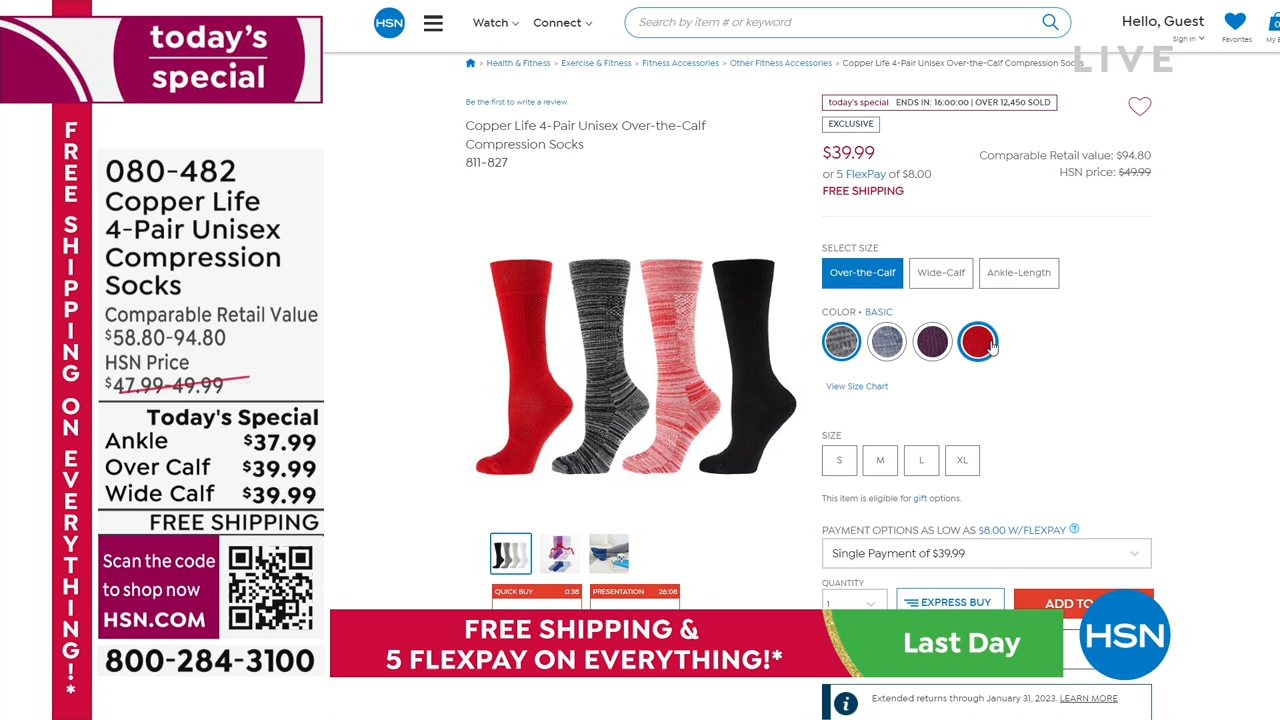 today's
special
FREE SHIPPING ON EVERYTHING!*
080-482
Copper Life
4-Pair Unisex
Compression
Socks
Comparable Retail Value
$58.80-94.80
HSN Price
$47.99-49.99
Today's Special
Ankle $37.99
Over Calf $39.99
Wide Calf $39.99
FREE SHIPPING
Scan the code
to shop now
HSN.COM
800-284-3100
HSN
Watch
Connect
Search by item # or keyword
Hello, Guest
Sign In
Favorites
0
LIVE
> Health & Fitness > Exercise & Fitness > Fitness Accessories > Other Fitness Accessories > Copper Life 4-Pair Unisex Over-the-Calf Compression Socks
Be the first to write a review
Copper Life 4-Pair Unisex Over-the-Calf
Compression Socks
811-827
today's special ENDS IN: 16:00:00 | OVER 12,450 SOLD
EXCLUSIVE
$39.99
Comparable Retail value: $94.80
or 5 FlexPay of $8.00
HSN price: $49.99
FREE SHIPPING
SELECT SIZE
Over-the-Calf Wide-Calf Ankle-Length
COLOR • BASIC
View Size Chart
SIZE
S M L XL
This item is eligible for gift options.
PAYMENT OPTIONS AS LOW AS $8.00 W/FLEXPAY ?
Single Payment of $39.99
QUANTITY
1
EXPRESS BUY
ADD TO
QUICK BUY 0:38
PRESENTATION 26:08
FREE SHIPPING &
5 FLEXPAY ON EVERYTHING!*
Last Day
HSN
Extended returns through January 31, 2023. LEARN MORE